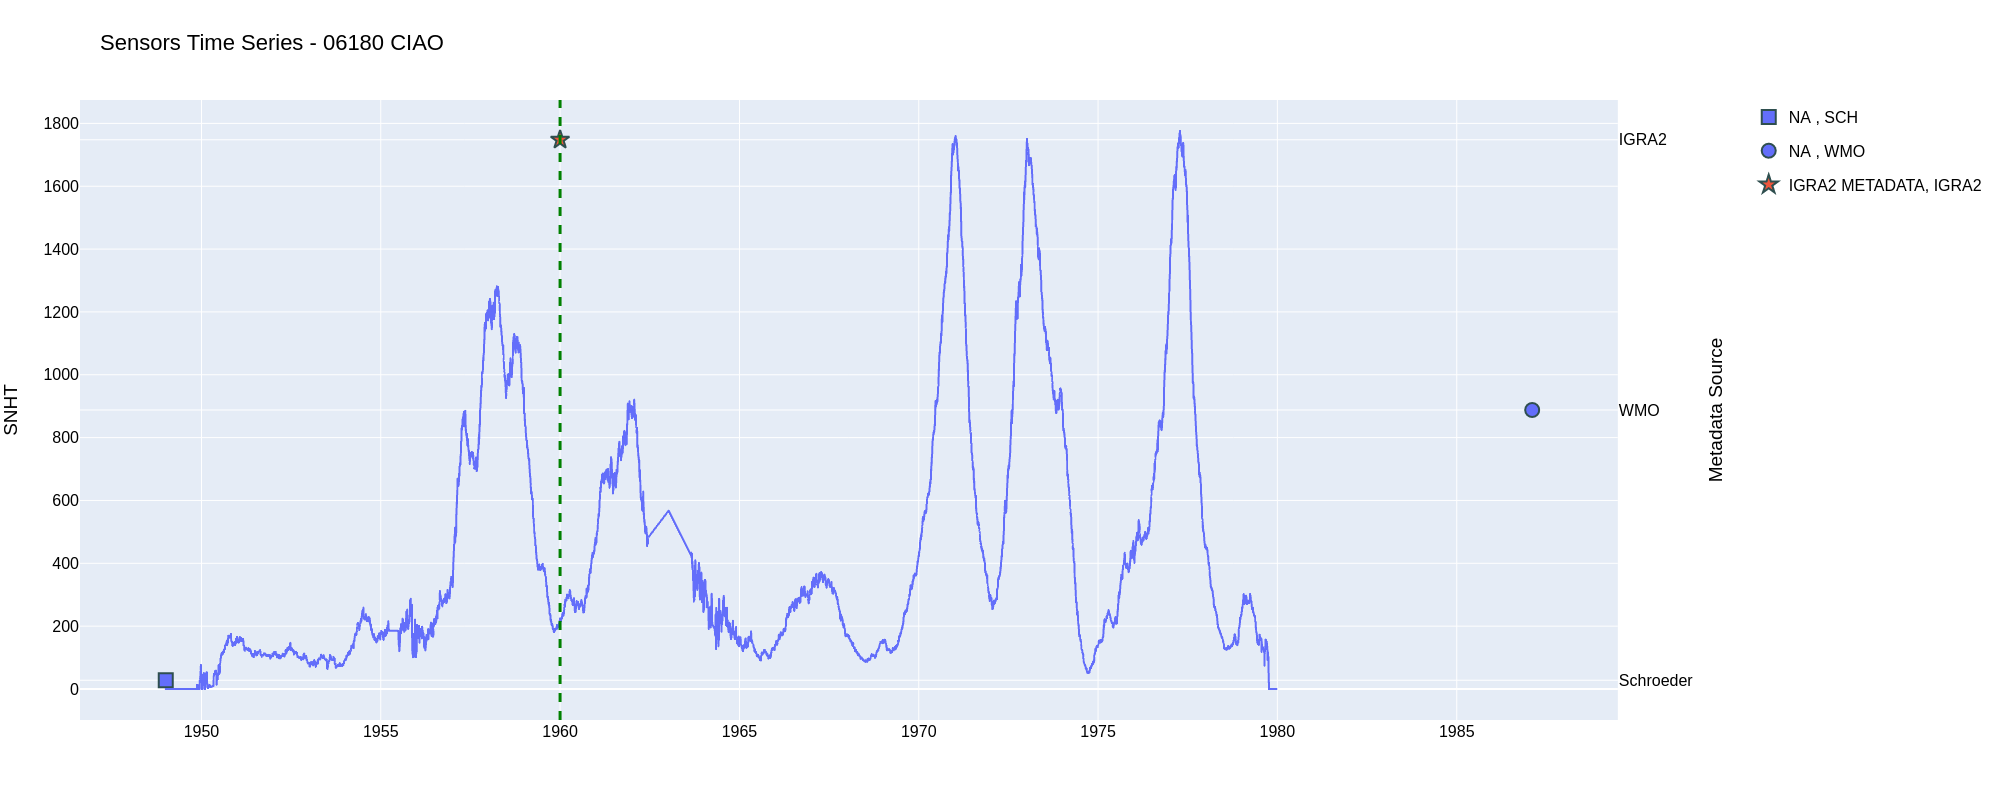 Sensors Time Series - 06180 CIAO
NA , SCH
NA , WMO
IGRA2 METADATA, IGRA2
SNHT
1800
1600
1400
1200
1000
800
600
400
200
0
IGRA2
WMO
Schroeder
Metadata Source
1950 1955 1960 1965 1970 1975 1980 1985